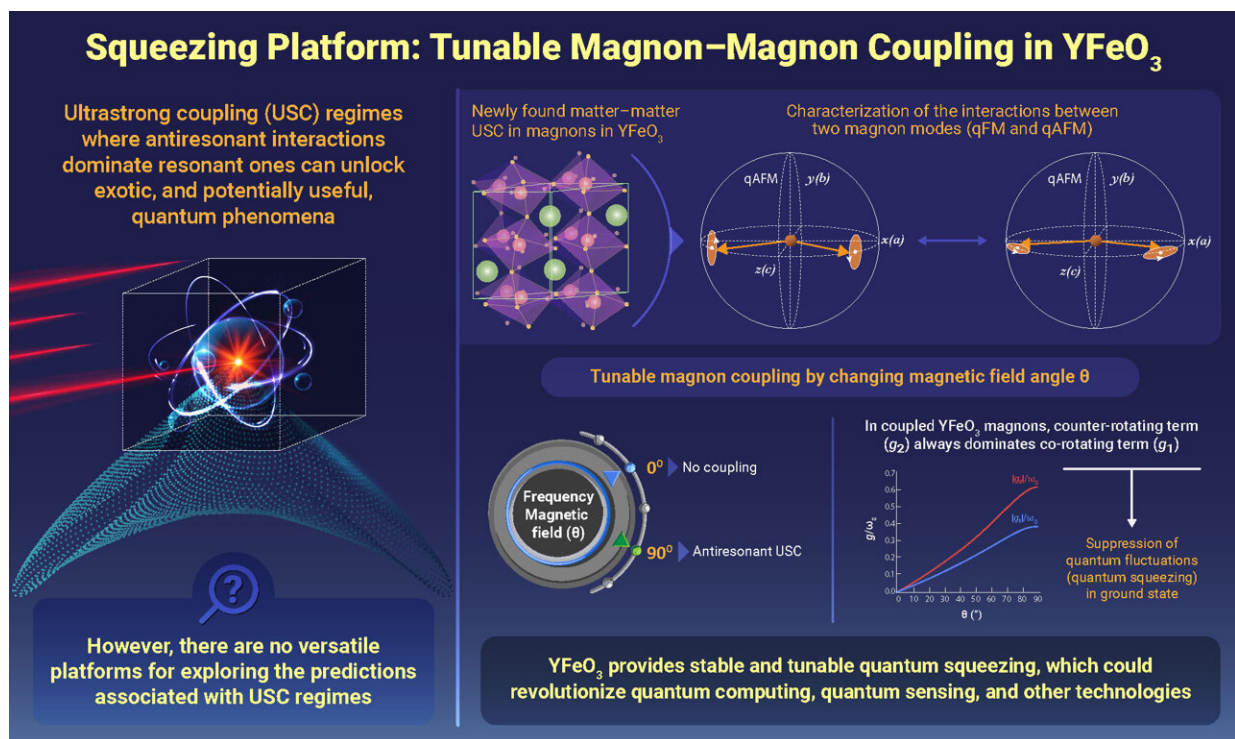 Squeezing Platform: Tunable Magnon–Magnon Coupling in YFeO₃
Ultrastrong coupling (USC) regimes
where antiresonant interactions
dominate resonant ones can unlock
exotic, and potentially useful,
quantum phenomena
However, there are no versatile
platforms for exploring the predictions
associated with USC regimes
Newly found matter–matter
USC in magnons in YFeO₃
Characterization of the interactions between
two magnon modes (qFM and qAFM)
qAFM
y(b)
x(a)
z(c)
qAFM
y(b)
x(a)
z(c)
Tunable magnon coupling by changing magnetic field angle θ
Frequency
Magnetic
field (θ)
0⁰ No coupling
90⁰ Antiresonant USC
In coupled YFeO₃ magnons, counter-rotating term
(g₂) always dominates co-rotating term (g₁)
g/ω₀
0.7
0.6
0.5
0.4
0.3
0.2
0.1
0.0
0 10 20 30 40 50 60 70 80 90
θ (°)
Suppression of
quantum fluctuations
(quantum squeezing)
in ground state
YFeO₃ provides stable and tunable quantum squeezing, which could
revolutionize quantum computing, quantum sensing, and other technologies